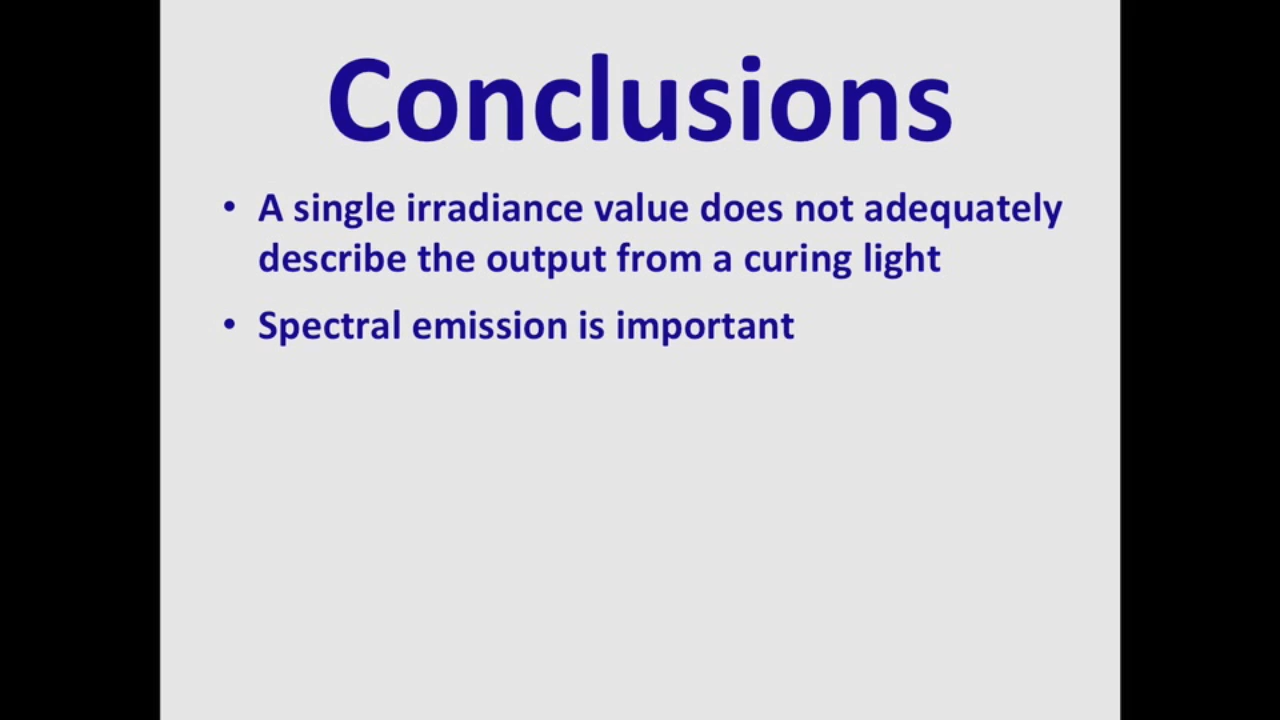 Conclusions
• A single irradiance value does not adequately
describe the output from a curing light
• Spectral emission is important